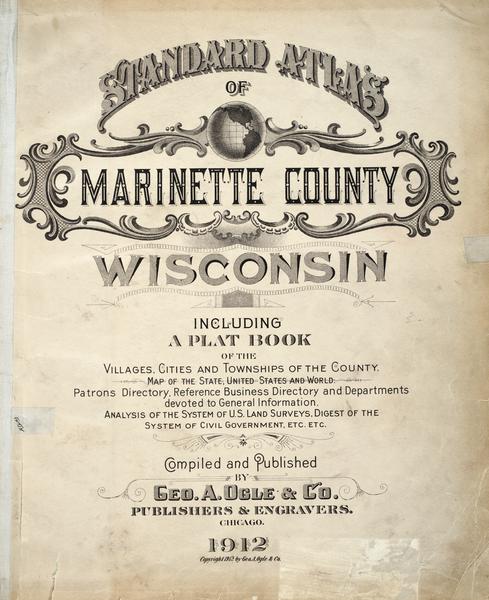 STANDARD ATLAS
OF
MARINETTE COUNTY
WISCONSIN
INCLUDING
A PLAT BOOK
OF THE
VILLAGES, CITIES AND TOWNSHIPS OF THE COUNTY.
MAP OF THE STATE, UNITED STATES AND WORLD.
Patrons Directory, Reference Business Directory and Departments
devoted to General Information.
ANALYSIS OF THE SYSTEM OF U.S. LAND SURVEYS, DIGEST OF THE
SYSTEM OF CIVIL GOVERNMENT, ETC. ETC.
Compiled and Published
BY
GEO. A. OGLE & CO.
PUBLISHERS & ENGRAVERS.
CHICAGO.
1912
Copyright 1912 by Geo. A. Ogle & Co.